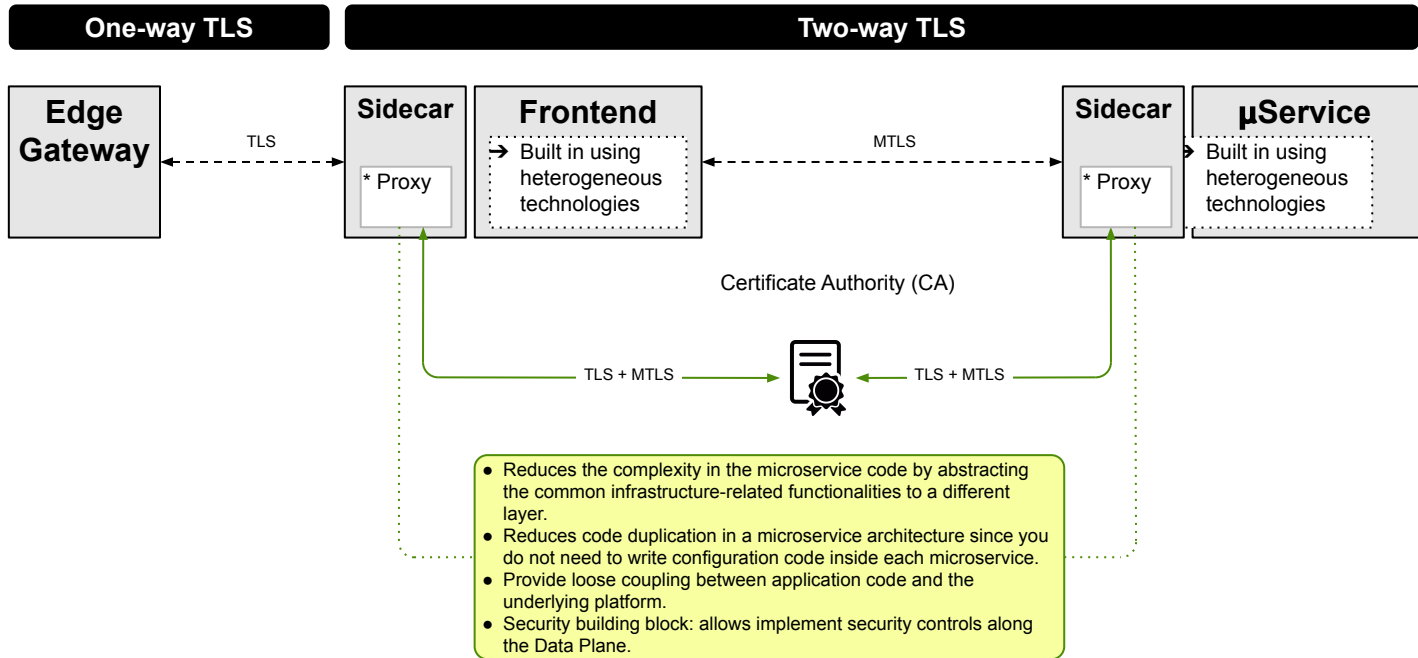 One-way TLS
Two-way TLS
Edge
Gateway
TLS
Sidecar
* Proxy
Frontend
➔ Built in using
heterogeneous
technologies
MTLS
Sidecar
* Proxy
µService
➔ Built in using
heterogeneous
technologies
Certificate Authority (CA)
TLS + MTLS
TLS + MTLS
● Reduces the complexity in the microservice code by abstracting
the common infrastructure-related functionalities to a different
layer.
● Reduces code duplication in a microservice architecture since you
do not need to write configuration code inside each microservice.
● Provide loose coupling between application code and the
underlying platform.
● Security building block: allows implement security controls along
the Data Plane.